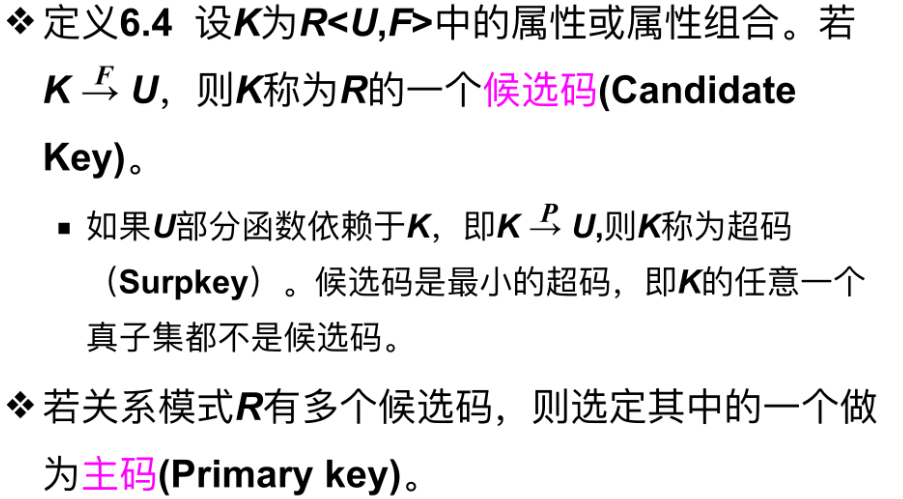 ❖ 定义6.4 设K为R<U,F>中的属性或属性组合。若
K F→ U，则K称为R的一个候选码(Candidate
Key)。
▪ 如果U部分函数依赖于K，即K P→ U,则K称为超码
（Surpkey）。候选码是最小的超码，即K的任意一个
真子集都不是候选码。
❖ 若关系模式R有多个候选码，则选定其中的一个做
为主码(Primary key)。